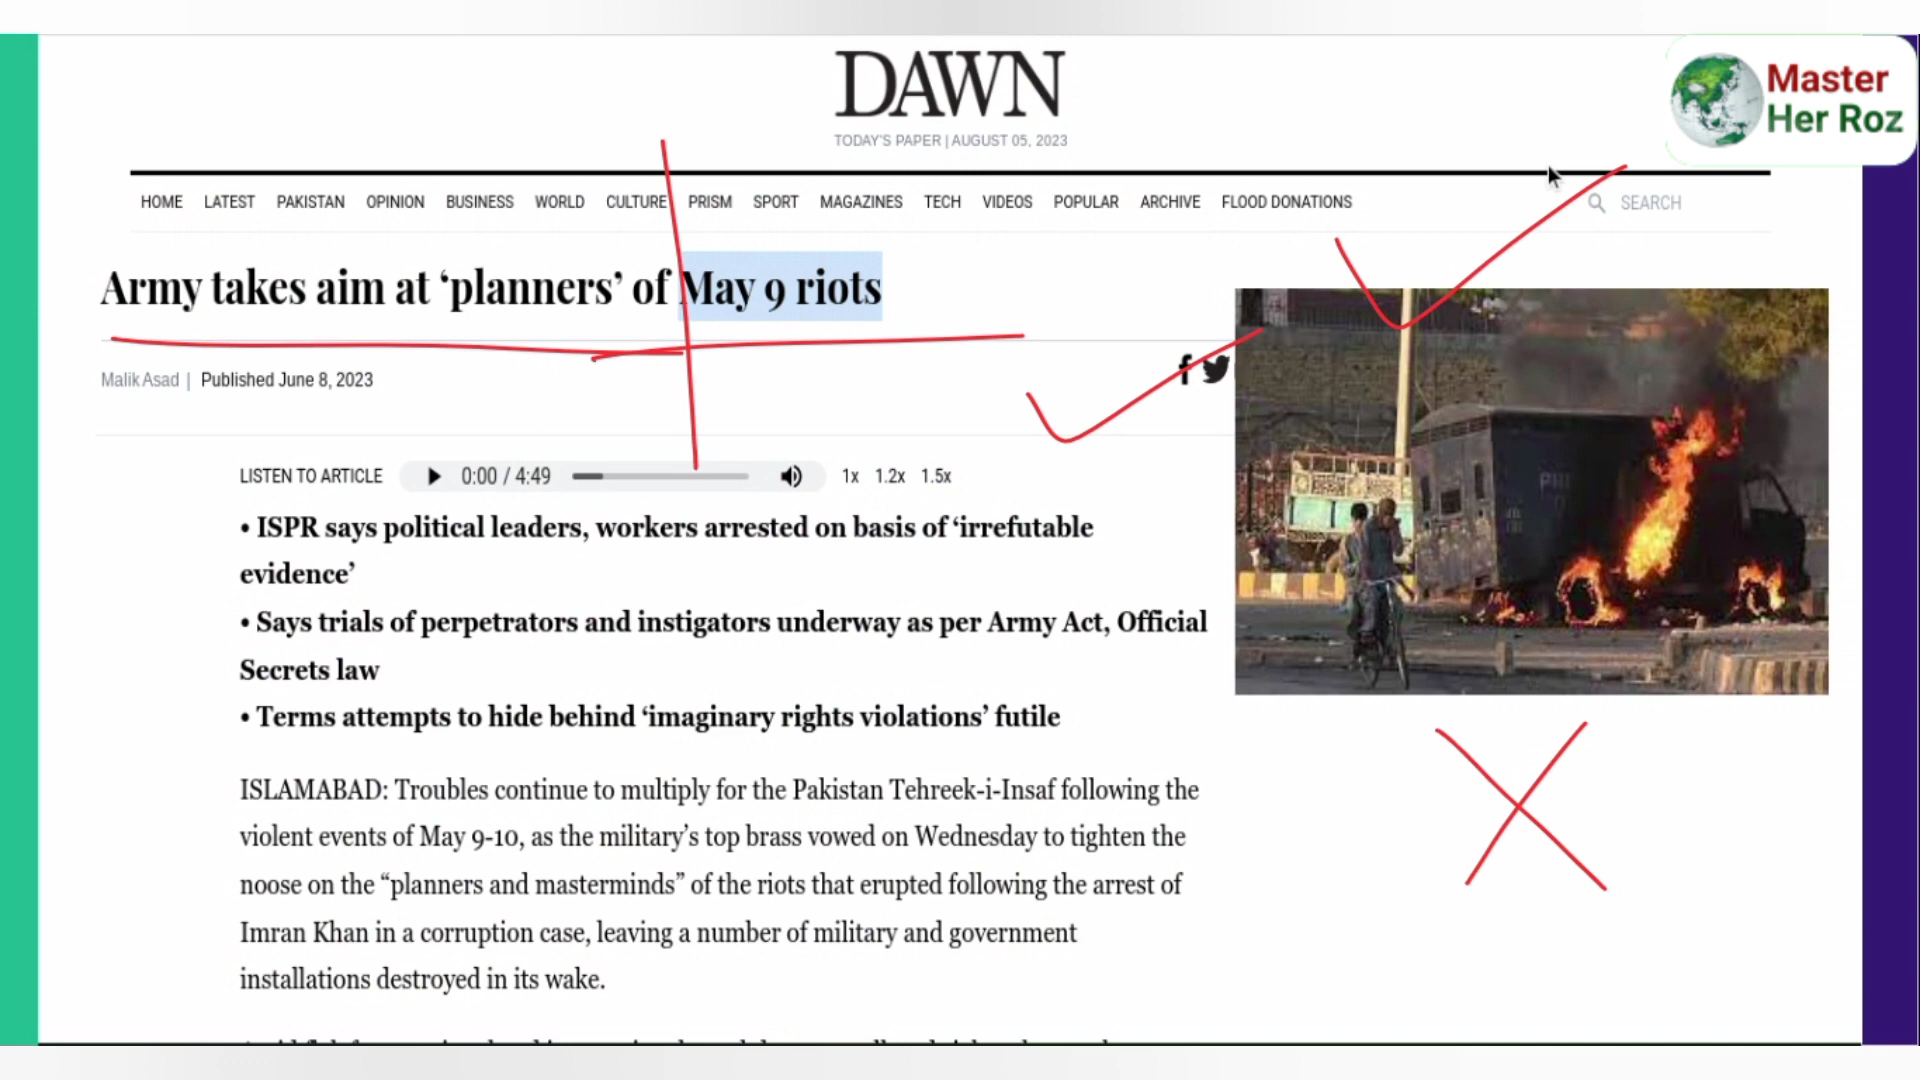 DAWN
TODAY'S PAPER | AUGUST 05, 2023
Master
Her Roz
HOME LATEST PAKISTAN OPINION BUSINESS WORLD CULTURE PRISM SPORT MAGAZINES TECH VIDEOS POPULAR ARCHIVE FLOOD DONATIONS SEARCH
Army takes aim at ‘planners’ of May 9 riots
Malik Asad | Published June 8, 2023
LISTEN TO ARTICLE 0:00 / 4:49 1x 1.2x 1.5x
• ISPR says political leaders, workers arrested on basis of ‘irrefutable
evidence’
• Says trials of perpetrators and instigators underway as per Army Act, Official
Secrets law
• Terms attempts to hide behind ‘imaginary rights violations’ futile
ISLAMABAD: Troubles continue to multiply for the Pakistan Tehreek-i-Insaf following the
violent events of May 9-10, as the military’s top brass vowed on Wednesday to tighten the
noose on the “planners and masterminds” of the riots that erupted following the arrest of
Imran Khan in a corruption case, leaving a number of military and government
installations destroyed in its wake.